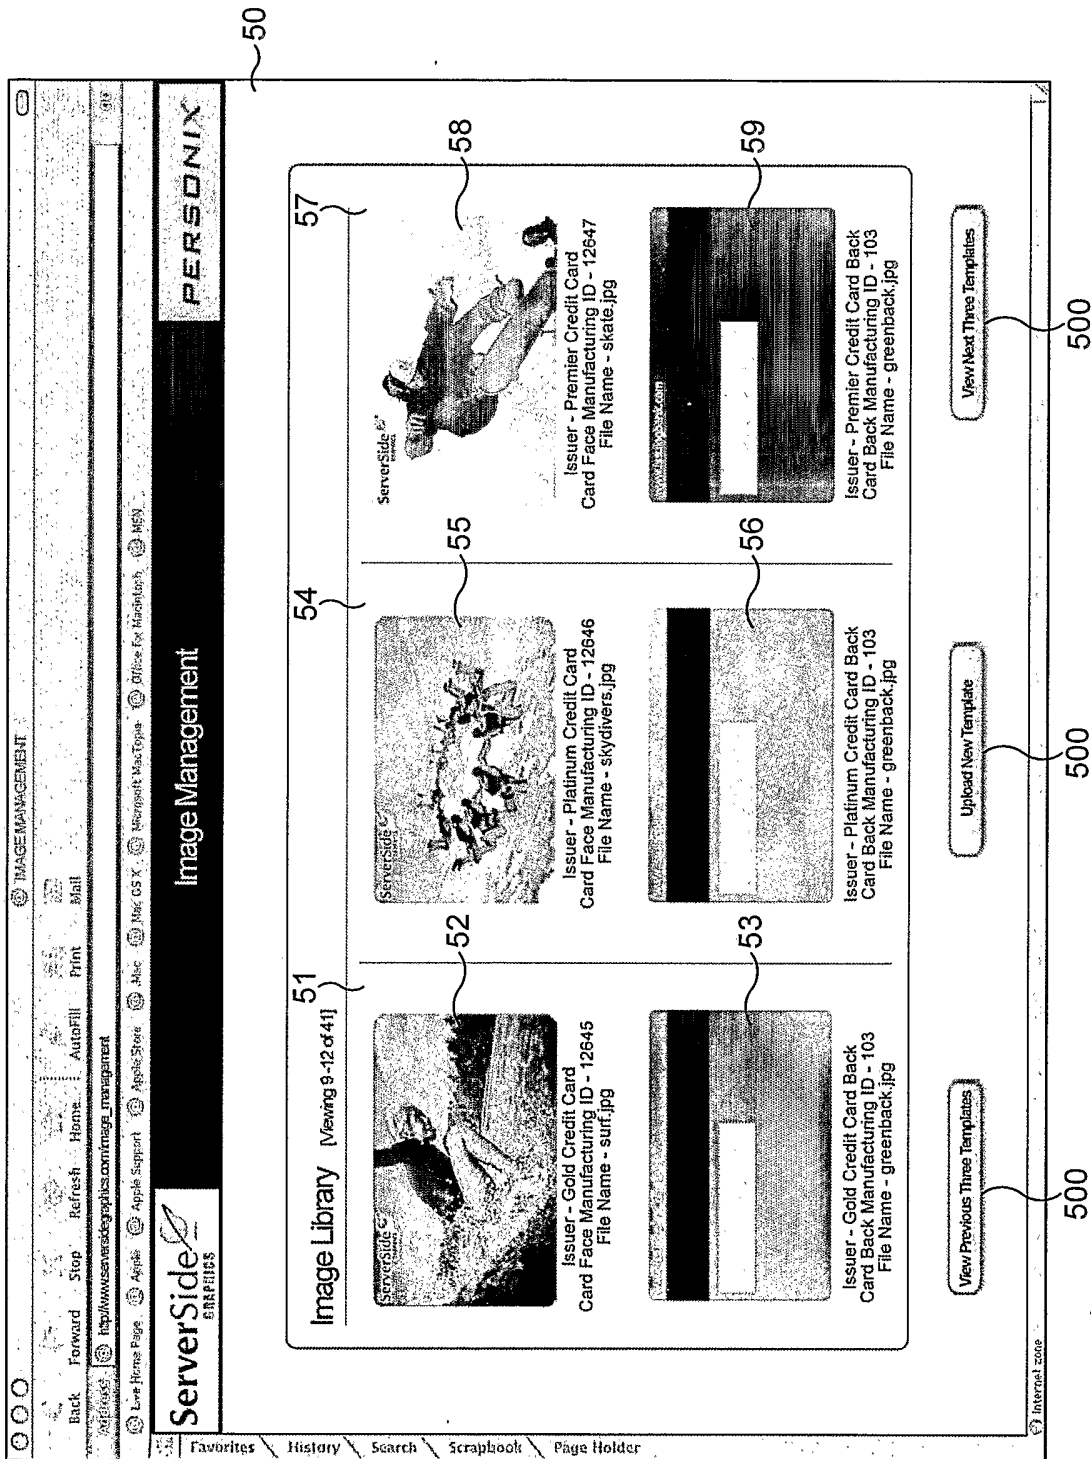 IMAGE MANAGEMENT
Back Forward Stop Refresh Home AutoFill Print Mail
http://www.serversidegraphics.com/image_management
Live Home Page Apple Apple Support Apple Store .Mac Mac OS X Microsoft MacTopia Office For Macintosh MSN
Favorites
History
Search
Scrapbook
Page Holder
ServerSide
GRAPHICS
Image Management
PERSONIX
50
Image Library [Viewing 9-12 of 41]
51
54
57
ServerSide
52
ServerSide
55
ServerSide
58
Issuer - Gold Credit Card
Card Face Manufacturing ID - 12645
File Name - surf.jpg
Issuer - Platinum Credit Card
Card Face Manufacturing ID - 12646
File Name - skydivers.jpg
Issuer - Premier Credit Card
Card Face Manufacturing ID - 12647
File Name - skate.jpg
53
56
59
Issuer - Gold Credit Card Back
Card Back Manufacturing ID - 103
File Name - greenback.jpg
Issuer - Platinum Credit Card Back
Card Back Manufacturing ID - 103
File Name - greenback.jpg
Issuer - Premier Credit Card Back
Card Back Manufacturing ID - 103
File Name - greenback.jpg
View Previous Three Templates
Upload New Template
View Next Three Templates
Internet zone
500
500
500